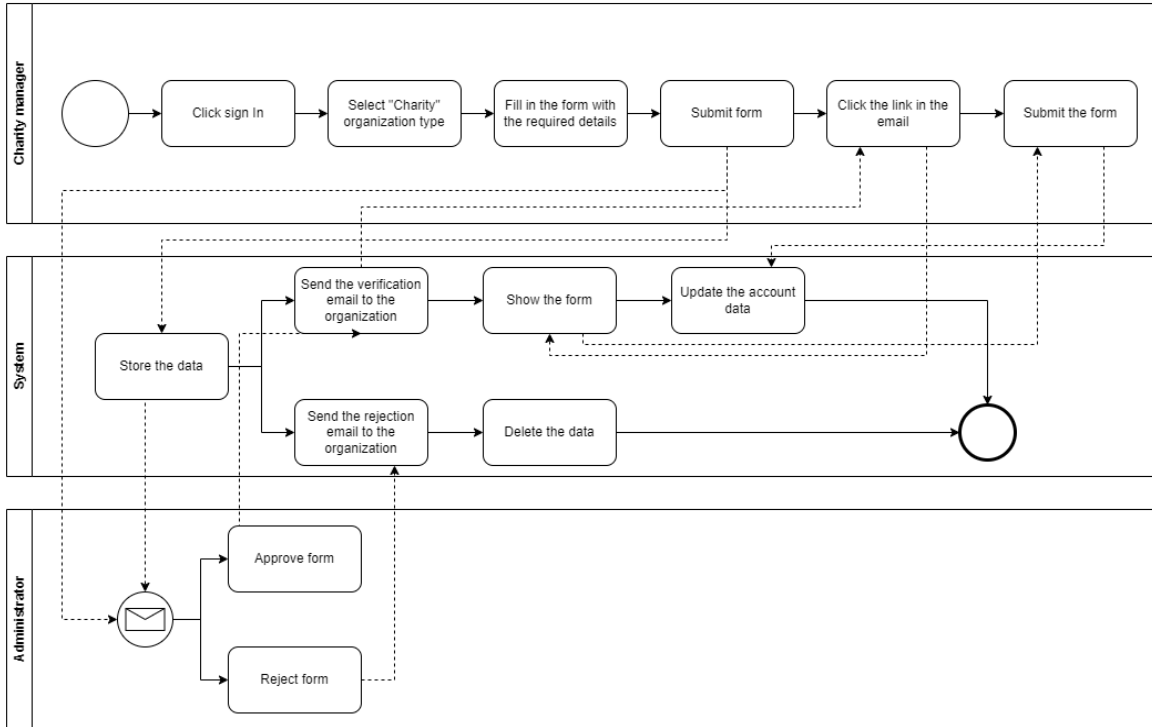 Charity manager
Click sign In
Select "Charity"
organization type
Fill in the form with
the required details
Submit form
Click the link in the
email
Submit the form
System
Store the data
Send the verification
email to the
organization
Show the form
Update the account
data
Send the rejection
email to the
organization
Delete the data
Administrator
Approve form
Reject form